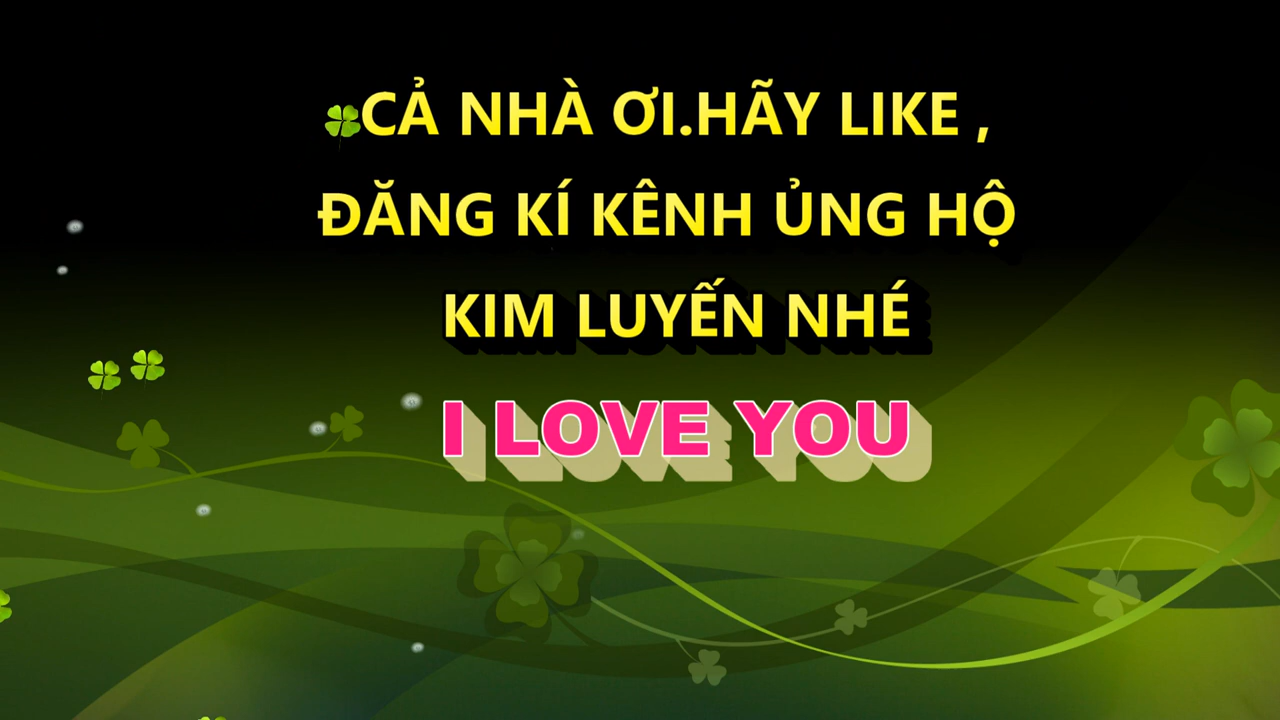 CẢ NHÀ ƠI.HÃY LIKE ,
ĐĂNG KÍ KÊNH ỦNG HỘ
KIM LUYẾN NHÉ
I LOVE YOU